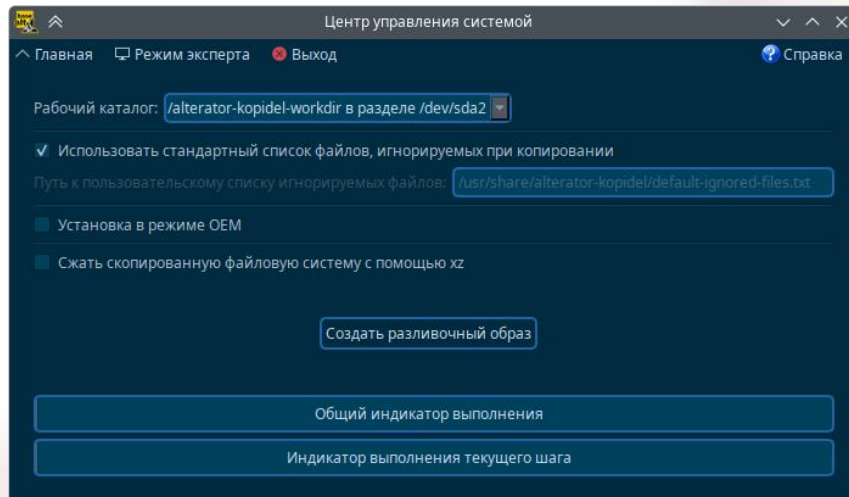 Центр управления системой
Главная Режим эксперта Выход Справка
Рабочий каталог: /alterator-kopidel-workdir в разделе /dev/sda2
Использовать стандартный список файлов, игнорируемых при копировании
Путь к пользовательскому списку игнорируемых файлов: /usr/share/alterator-kopidel/default-ignored-files.txt
Установка в режиме OEM
Сжать скопированную файловую систему с помощью xz
Создать разливочный образ
Общий индикатор выполнения
Индикатор выполнения текущего шага